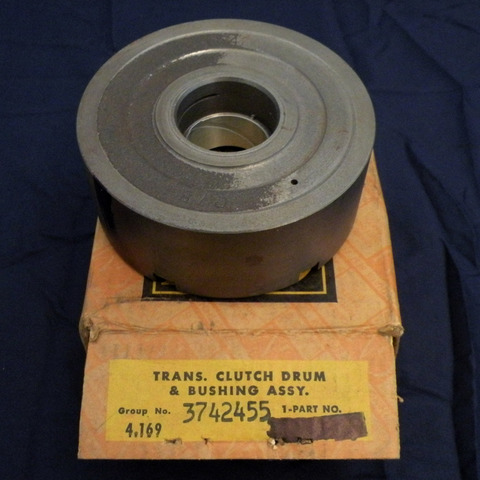 TRANS. CLUTCH DRUM
& BUSHING ASSY.
Group No. 3742455 1-PART NO.
4.169